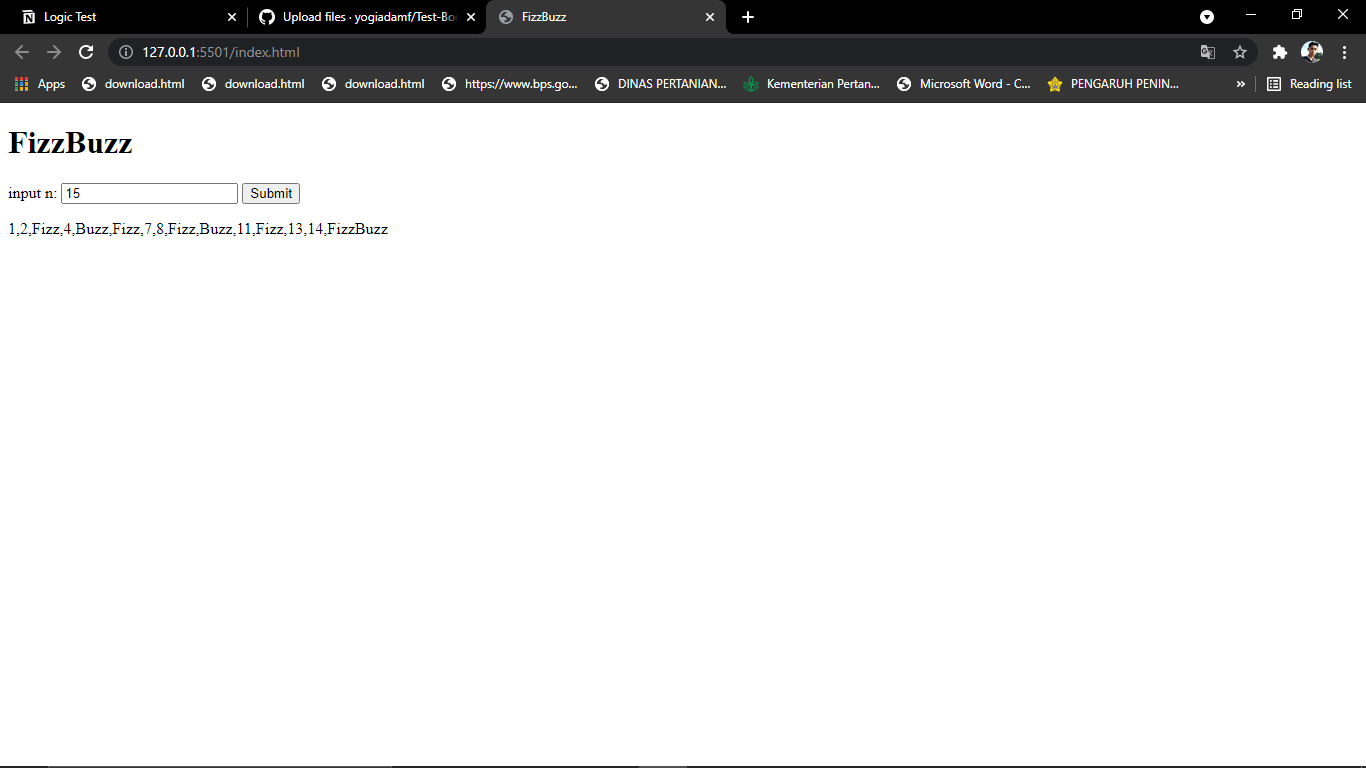 Logic Test
Upload files · yogiadamf/Test-Bo
FizzBuzz
127.0.0.1:5501/index.html
Apps
download.html
download.html
download.html
https://www.bps.go...
DINAS PERTANIAN...
Kementerian Pertan...
Microsoft Word - C...
PENGARUH PENIN...
»
Reading list
FizzBuzz
input n: 15 Submit
1,2,Fizz,4,Buzz,Fizz,7,8,Fizz,Buzz,11,Fizz,13,14,FizzBuzz